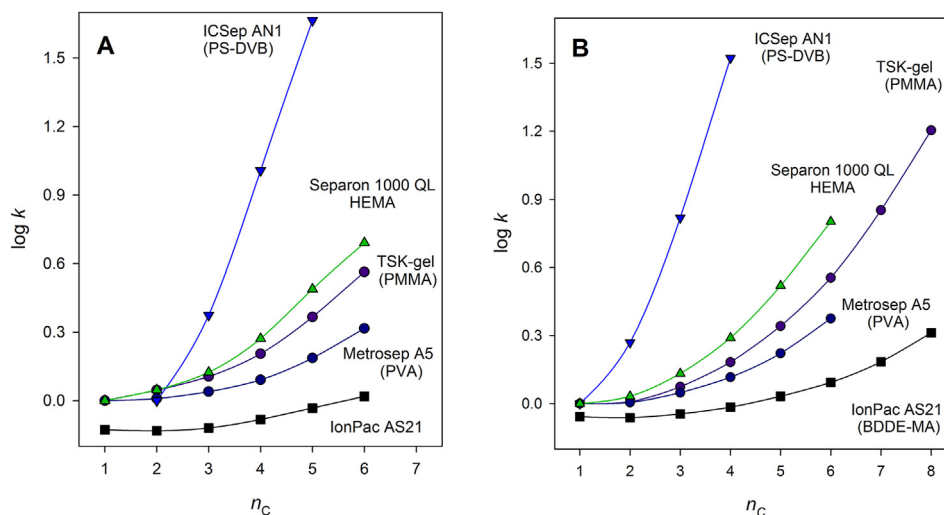 A
ICSep AN1
(PS-DVB)
1.5
1.2
0.9
0.6
0.3
0.0
log k
Separon 1000 QL
HEMA
TSK-gel
(PMMA)
Metrosep A5
(PVA)
IonPac AS21
1 2 3 4 5 6 7
nC
B
ICSep AN1
(PS-DVB)
TSK-gel
(PMMA)
1.5
1.2
0.9
0.6
0.3
0.0
log k
Separon 1000 QL
HEMA
Metrosep A5
(PVA)
IonPac AS21
(BDDE-MA)
1 2 3 4 5 6 7 8
nC